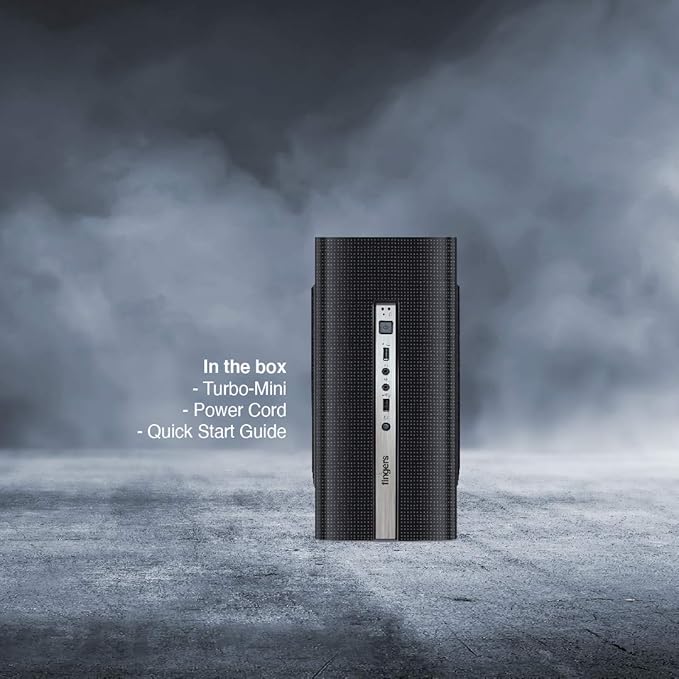 In the box
- Turbo-Mini
- Power Cord
- Quick Start Guide
fingers